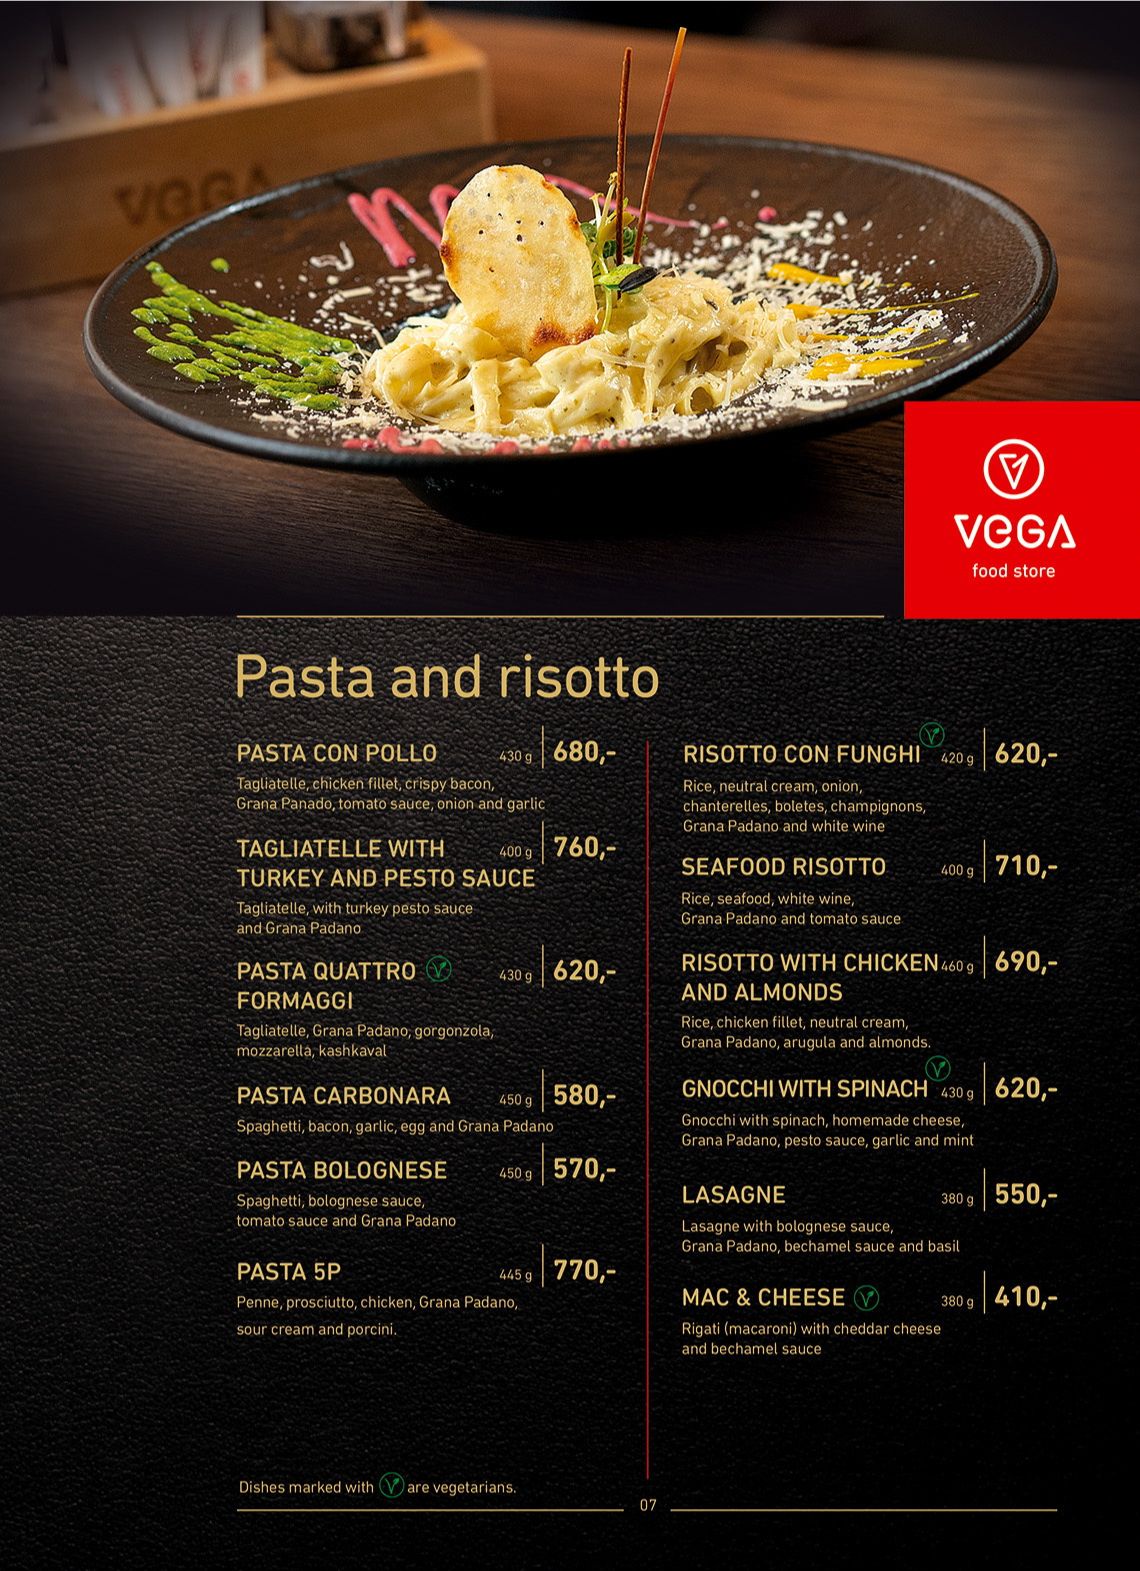 VEGA
VEGA
food store
Pasta and risotto
PASTA CON POLLO 430 g 680,-
Tagliatelle, chicken fillet, crispy bacon,
Grana Panado, tomato sauce, onion and garlic
TAGLIATELLE WITH 400 g 760,-
TURKEY AND PESTO SAUCE
Tagliatelle, with turkey pesto sauce
and Grana Padano
PASTA QUATTRO V 430 g 620,-
FORMAGGI
Tagliatelle, Grana Padano, gorgonzola,
mozzarella, kashkaval
PASTA CARBONARA 450 g 580,-
Spaghetti, bacon, garlic, egg and Grana Padano
PASTA BOLOGNESE 450 g 570,-
Spaghetti, bolognese sauce,
tomato sauce and Grana Padano
PASTA 5P 445 g 770,-
Penne, prosciutto, chicken, Grana Padano,
sour cream and porcini.
RISOTTO CON FUNGHI V 420 g 620,-
Rice, neutral cream, onion,
chanterelles, boletes, champignons,
Grana Padano and white wine
SEAFOOD RISOTTO 400 g 710,-
Rice, seafood, white wine,
Grana Padano and tomato sauce
RISOTTO WITH CHICKEN 460 g 690,-
AND ALMONDS
Rice, chicken fillet, neutral cream,
Grana Padano, arugula and almonds.
GNOCCHI WITH SPINACH V 430 g 620,-
Gnocchi with spinach, homemade cheese,
Grana Padano, pesto sauce, garlic and mint
LASAGNE 380 g 550,-
Lasagne with bolognese sauce,
Grana Padano, bechamel sauce and basil
MAC & CHEESE V 380 g 410,-
Rigati (macaroni) with cheddar cheese
and bechamel sauce
Dishes marked with V are vegetarians.
07